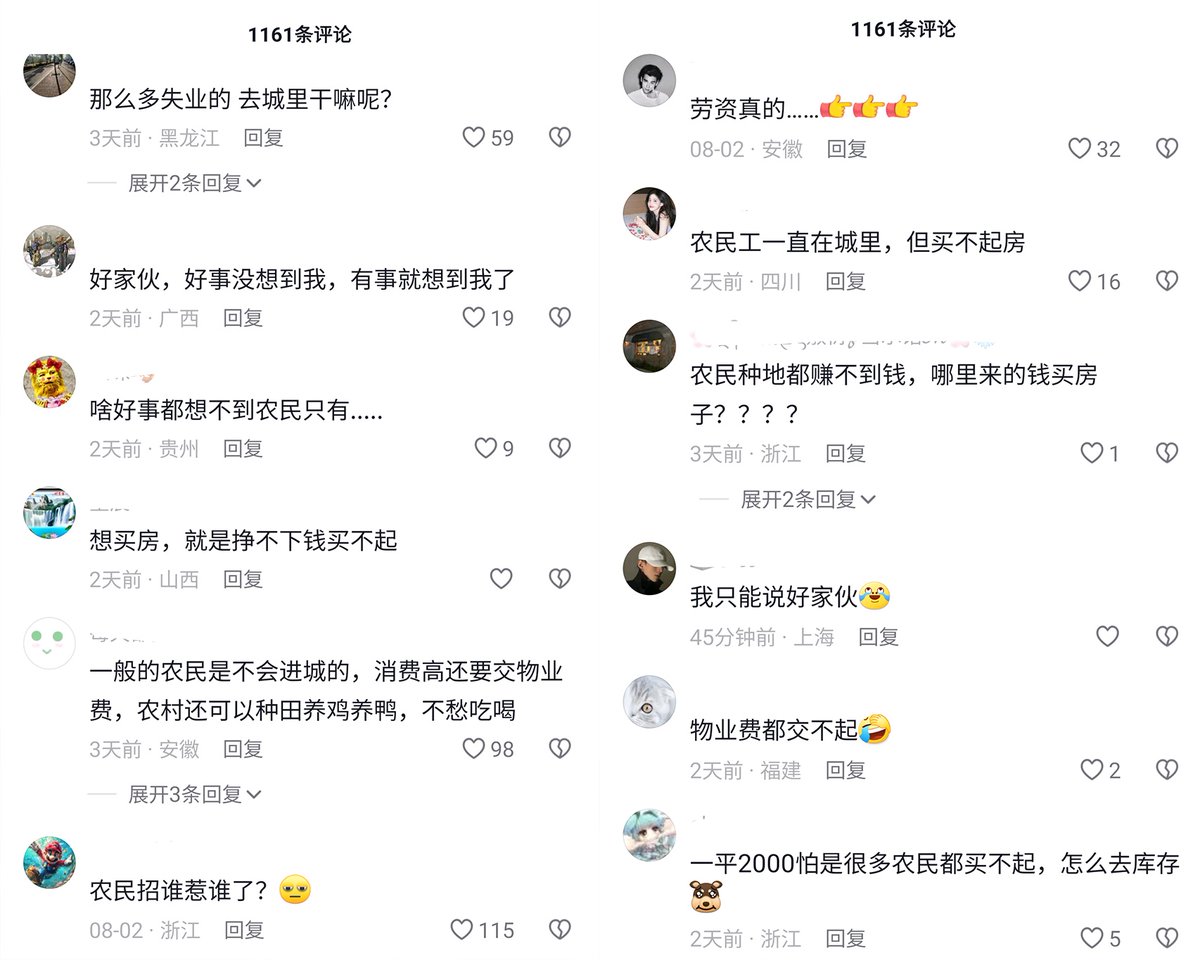 1161条评论
那么多失业的 去城里干嘛呢?
3天前 · 黑龙江 回复 59
展开2条回复
好家伙，好事没想到我，有事就想到我了
2天前 · 广西 回复 19
啥好事都想不到农民只有.....
2天前 · 贵州 回复 9
想买房，就是挣不下钱买不起
2天前 · 山西 回复
一般的农民是不会进城的，消费高还要交物业
费，农村还可以种田养鸡养鸭，不愁吃喝
3天前 · 安徽 回复 98
展开3条回复
农民招谁惹谁了? 😑
08-02 · 浙江 回复 115
1161条评论
劳资真的......👉👉👉
08-02 · 安徽 回复 32
农民工一直在城里，但买不起房
2天前 · 四川 回复 16
农民种地都赚不到钱，哪里来的钱买房
子？？？？
3天前 · 浙江 回复 1
展开2条回复
我只能说好家伙😂
45分钟前 · 上海 回复
物业费都交不起🤣
2天前 · 福建 回复 2
一平2000怕是很多农民都买不起，怎么去库存
2天前 · 浙江 回复 5